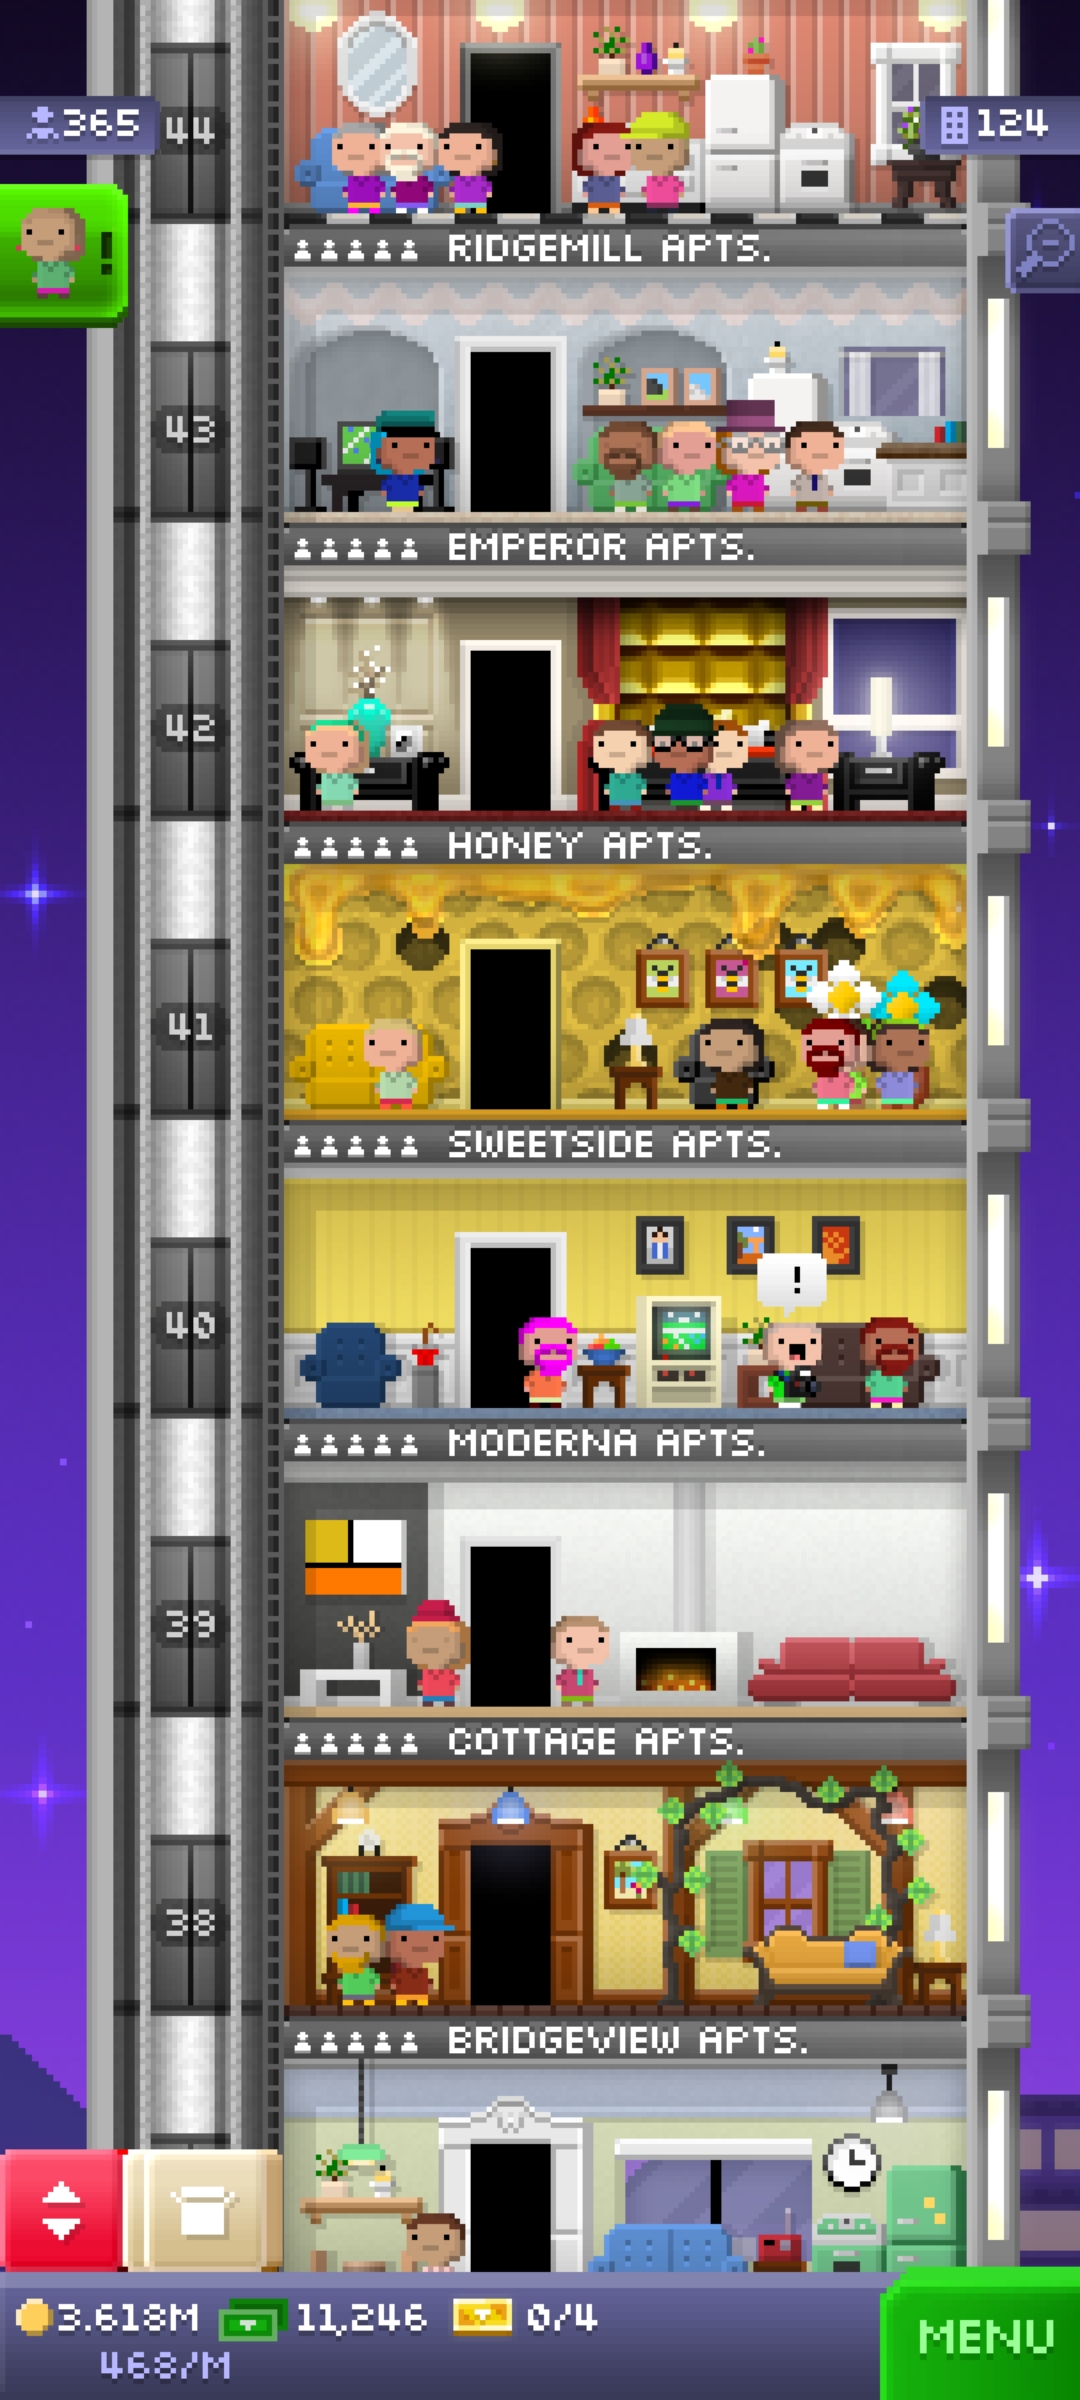 44
365
124
!
RIDGEMILL APTS.
43
EMPEROR APTS.
42
HONEY APTS.
41
SWEETSIDE APTS.
!
40
MODERNA APTS.
39
COTTAGE APTS.
38
BRIDGEVIEW APTS.
3.618M 11,246 0/4
468/M
MENU